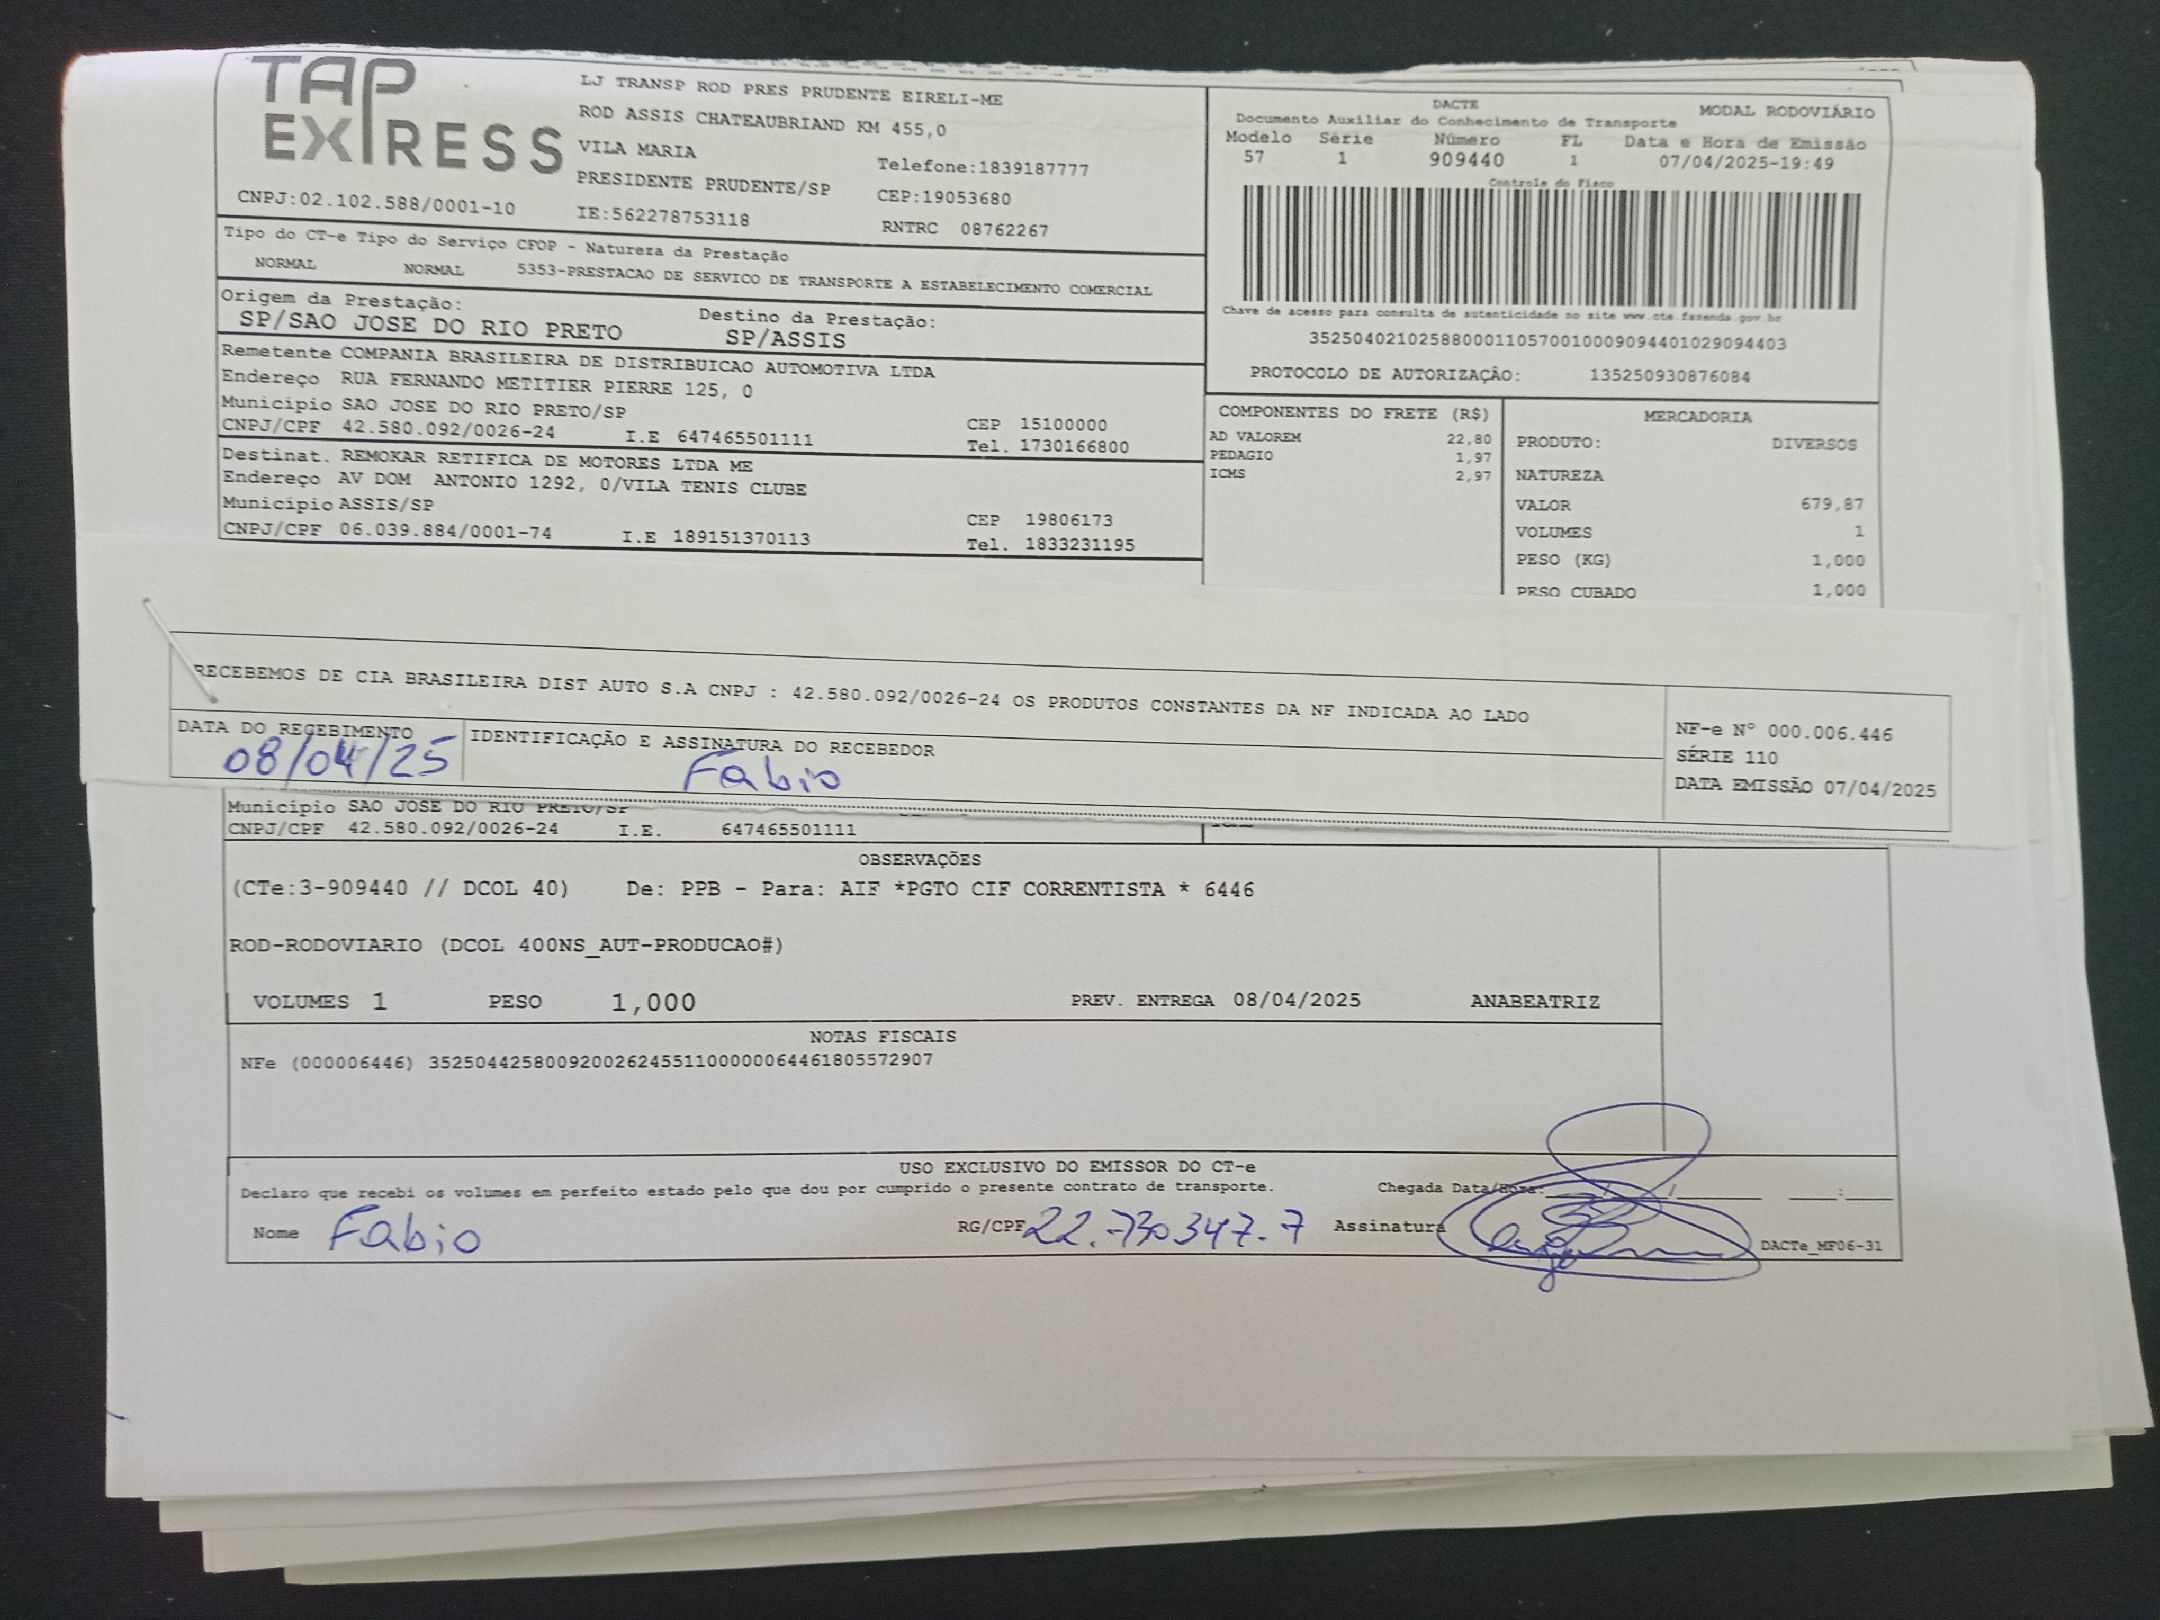 TAP
EXPRESS
LJ TRANSP ROD PRES PRUDENTE EIRELI-ME
ROD ASSIS CHATEAUBRIAND KM 455,0
VILA MARIA
Telefone:1839187777
PRESIDENTE PRUDENTE/SP CEP:19053680
CNPJ:02.102.588/0001-10 IE:562278753118 RNTRC 08762267
DACTE MODAL RODOVIÁRIO
Documento Auxiliar do Conhecimento de Transporte
Modelo Série Número FL Data e Hora de Emissão
57 1 909440 1 07/04/2025-19:49
Controle do Fisco
Chave de acesso para consulta de autenticidade no site www.cte.fazenda.gov.br
35250402102588000110570010009094401029094403
PROTOCOLO DE AUTORIZAÇÃO: 135250930876084
Tipo do CT-e Tipo do Serviço CFOP - Natureza da Prestação
NORMAL NORMAL 5353-PRESTACAO DE SERVICO DE TRANSPORTE A ESTABELECIMENTO COMERCIAL
Origem da Prestação: Destino da Prestação:
SP/SAO JOSE DO RIO PRETO SP/ASSIS
Remetente COMPANIA BRASILEIRA DE DISTRIBUICAO AUTOMOTIVA LTDA
Endereço RUA FERNANDO METITIER PIERRE 125, 0
Município SAO JOSE DO RIO PRETO/SP CEP 15100000
CNPJ/CPF 42.580.092/0026-24 I.E 647465501111 Tel. 1730166800
Destinat. REMOKAR RETIFICA DE MOTORES LTDA ME
Endereço AV DOM ANTONIO 1292, 0/VILA TENIS CLUBE
Município ASSIS/SP CEP 19806173
CNPJ/CPF 06.039.884/0001-74 I.E 189151370113 Tel. 1833231195
COMPONENTES DO FRETE (R$)
AD VALOREM 22,80
PEDAGIO 1,97
ICMS 2,97
MERCADORIA
PRODUTO: DIVERSOS
NATUREZA
VALOR 679,87
VOLUMES 1
PESO (KG) 1,000
PESO CUBADO 1,000
RECEBEMOS DE CIA BRASILEIRA DIST AUTO S.A CNPJ : 42.580.092/0026-24 OS PRODUTOS CONSTANTES DA NF INDICADA AO LADO
DATA DO RECEBIMENTO IDENTIFICAÇÃO E ASSINATURA DO RECEBEDOR
08/04/25 Fabio
NF-e Nº 000.006.446
SÉRIE 110
DATA EMISSÃO 07/04/2025
Município SAO JOSE DO RIO PRETO/SP
CNPJ/CPF 42.580.092/0026-24 I.E. 647465501111
OBSERVAÇÕES
(CTe:3-909440 // DCOL 40) De: PPB - Para: AIF *PGTO CIF CORRENTISTA * 6446
ROD-RODOVIARIO (DCOL 400NS_AUT-PRODUCAO#)
VOLUMES 1 PESO 1,000 PREV. ENTREGA 08/04/2025 ANABEATRIZ
NOTAS FISCAIS
NFe (000006446) 35250442580092002624551100000064461805572907
USO EXCLUSIVO DO EMISSOR DO CT-e
Declaro que recebi os volumes em perfeito estado pelo que dou por cumprido o presente contrato de transporte. Chegada Data/Hora: / / :
Nome Fabio RG/CPF 22.730347.7 Assinatura
DACTe_MF06-31